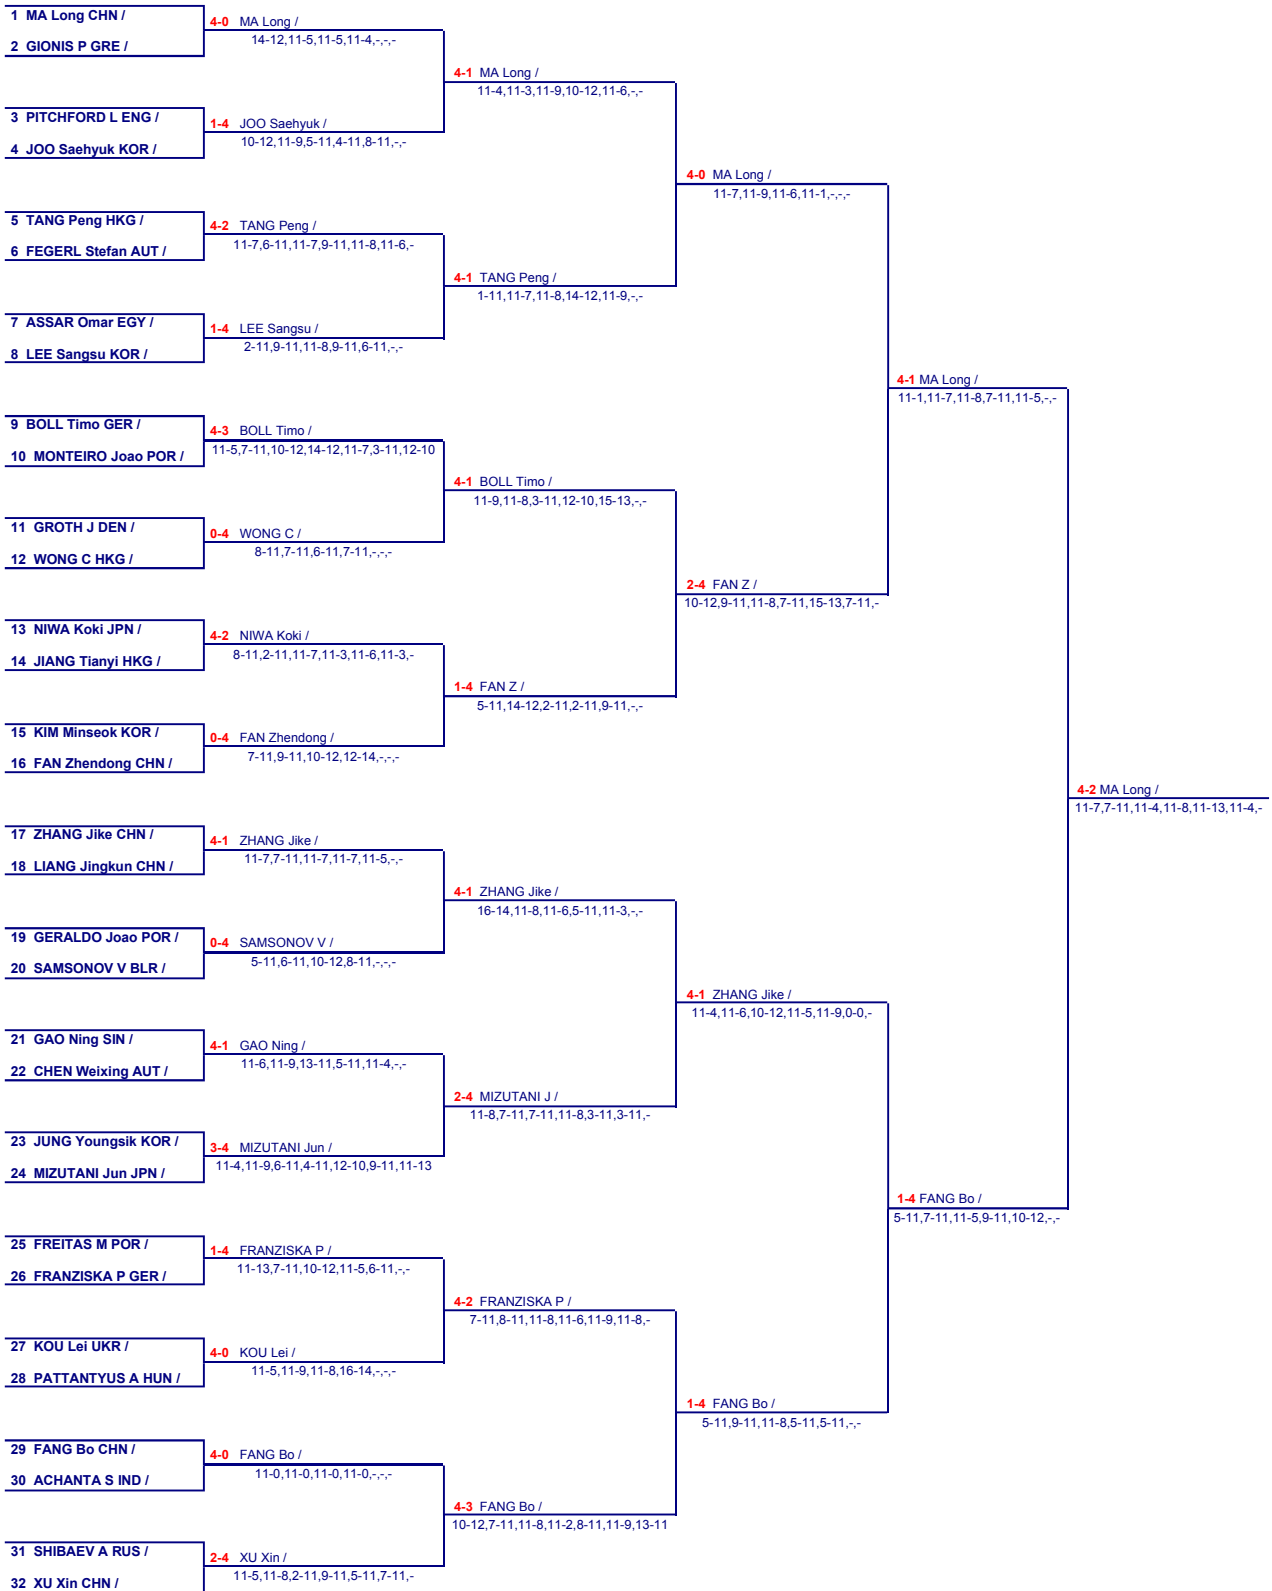 1 MA Long CHN /
4-0 MA Long /
14-12,11-5,11-5,11-4,-,-,-
2 GIONIS P GRE /
4-1 MA Long /
11-4,11-3,11-9,10-12,11-6,-,-
3 PITCHFORD L ENG /
1-4 JOO Saehyuk /
10-12,11-9,5-11,4-11,8-11,-,-
4 JOO Saehyuk KOR /
4-0 MA Long /
11-7,11-9,11-6,11-1,-,-,-
5 TANG Peng HKG /
4-2 TANG Peng /
11-7,6-11,11-7,9-11,11-8,11-6,-
6 FEGERL Stefan AUT /
4-1 TANG Peng /
1-11,11-7,11-8,14-12,11-9,-,-
7 ASSAR Omar EGY /
1-4 LEE Sangsu /
2-11,9-11,11-8,9-11,6-11,-,-
8 LEE Sangsu KOR /
4-1 MA Long /
11-1,11-7,11-8,7-11,11-5,-,-
9 BOLL Timo GER /
4-3 BOLL Timo /
11-5,7-11,10-12,14-12,11-7,3-11,12-10
10 MONTEIRO Joao POR /
4-1 BOLL Timo /
11-9,11-8,3-11,12-10,15-13,-,-
11 GROTH J DEN /
0-4 WONG C /
8-11,7-11,6-11,7-11,-,-,-
12 WONG C HKG /
2-4 FAN Z /
10-12,9-11,11-8,7-11,15-13,7-11,-
13 NIWA Koki JPN /
4-2 NIWA Koki /
8-11,2-11,11-7,11-3,11-6,11-3,-
14 JIANG Tianyi HKG /
1-4 FAN Z /
5-11,14-12,2-11,2-11,9-11,-,-
15 KIM Minseok KOR /
0-4 FAN Zhendong /
7-11,9-11,10-12,12-14,-,-,-
16 FAN Zhendong CHN /
4-2 MA Long /
11-7,7-11,11-4,11-8,11-13,11-4,-
17 ZHANG Jike CHN /
4-1 ZHANG Jike /
11-7,7-11,11-7,11-7,11-5,-,-
18 LIANG Jingkun CHN /
4-1 ZHANG Jike /
16-14,11-8,11-6,5-11,11-3,-,-
19 GERALDO Joao POR /
0-4 SAMSONOV V /
5-11,6-11,10-12,8-11,-,-,-
20 SAMSONOV V BLR /
4-1 ZHANG Jike /
11-4,11-6,10-12,11-5,11-9,0-0,-
21 GAO Ning SIN /
4-1 GAO Ning /
11-6,11-9,13-11,5-11,11-4,-,-
22 CHEN Weixing AUT /
2-4 MIZUTANI J /
11-8,7-11,7-11,11-8,3-11,3-11,-
23 JUNG Youngsik KOR /
3-4 MIZUTANI Jun /
11-4,11-9,6-11,4-11,12-10,9-11,11-13
24 MIZUTANI Jun JPN /
1-4 FANG Bo /
5-11,7-11,11-5,9-11,10-12,-,-
25 FREITAS M POR /
1-4 FRANZISKA P /
11-13,7-11,10-12,11-5,6-11,-,-
26 FRANZISKA P GER /
4-2 FRANZISKA P /
7-11,8-11,11-8,11-6,11-9,11-8,-
27 KOU Lei UKR /
4-0 KOU Lei /
11-5,11-9,11-8,16-14,-,-,-
28 PATTANTYUS A HUN /
1-4 FANG Bo /
5-11,9-11,11-8,5-11,5-11,-,-
29 FANG Bo CHN /
4-0 FANG Bo /
11-0,11-0,11-0,11-0,-,-,-
30 ACHANTA S IND /
4-3 FANG Bo /
10-12,7-11,11-8,11-2,8-11,11-9,13-11
31 SHIBAEV A RUS /
2-4 XU Xin /
11-5,11-8,2-11,9-11,5-11,7-11,-
32 XU Xin CHN /